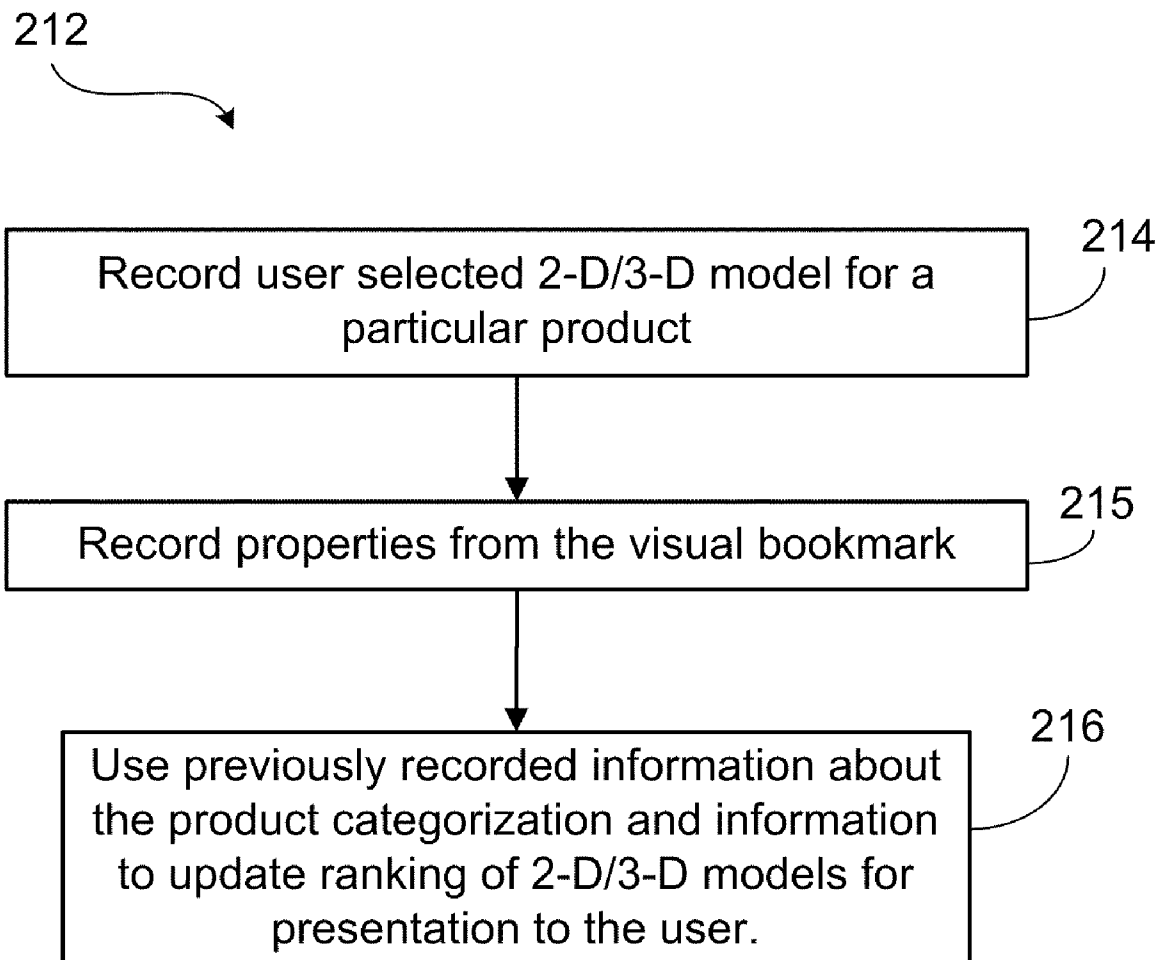 212
214
Record user selected 2-D/3-D model for a
particular product
215
Record properties from the visual bookmark
216
Use previously recorded information about
the product categorization and information
to update ranking of 2-D/3-D models for
presentation to the user.